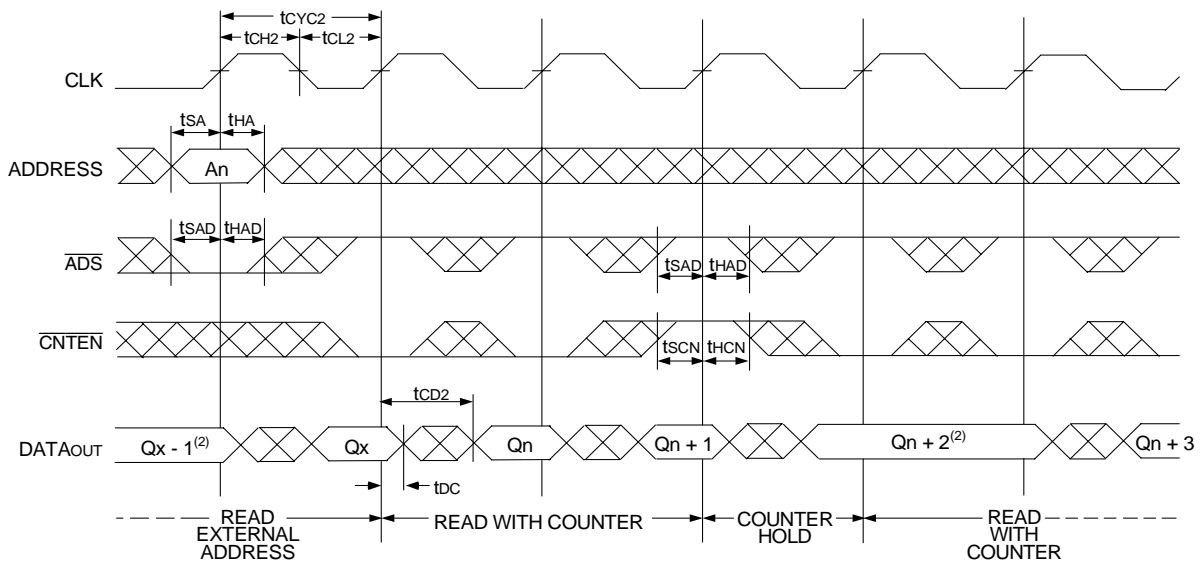 tCYC2
tCH2 tCL2
CLK
tSA tHA
ADDRESS An
tSAD tHAD
ADS
tSAD tHAD
CNTEN
tSCN tHCN
tCD2
DATAOUT Qx - 1(2) Qx Qn Qn + 1 Qn + 2(2) Qn + 3
tDC
READ EXTERNAL ADDRESS
READ WITH COUNTER
COUNTER HOLD
READ WITH COUNTER